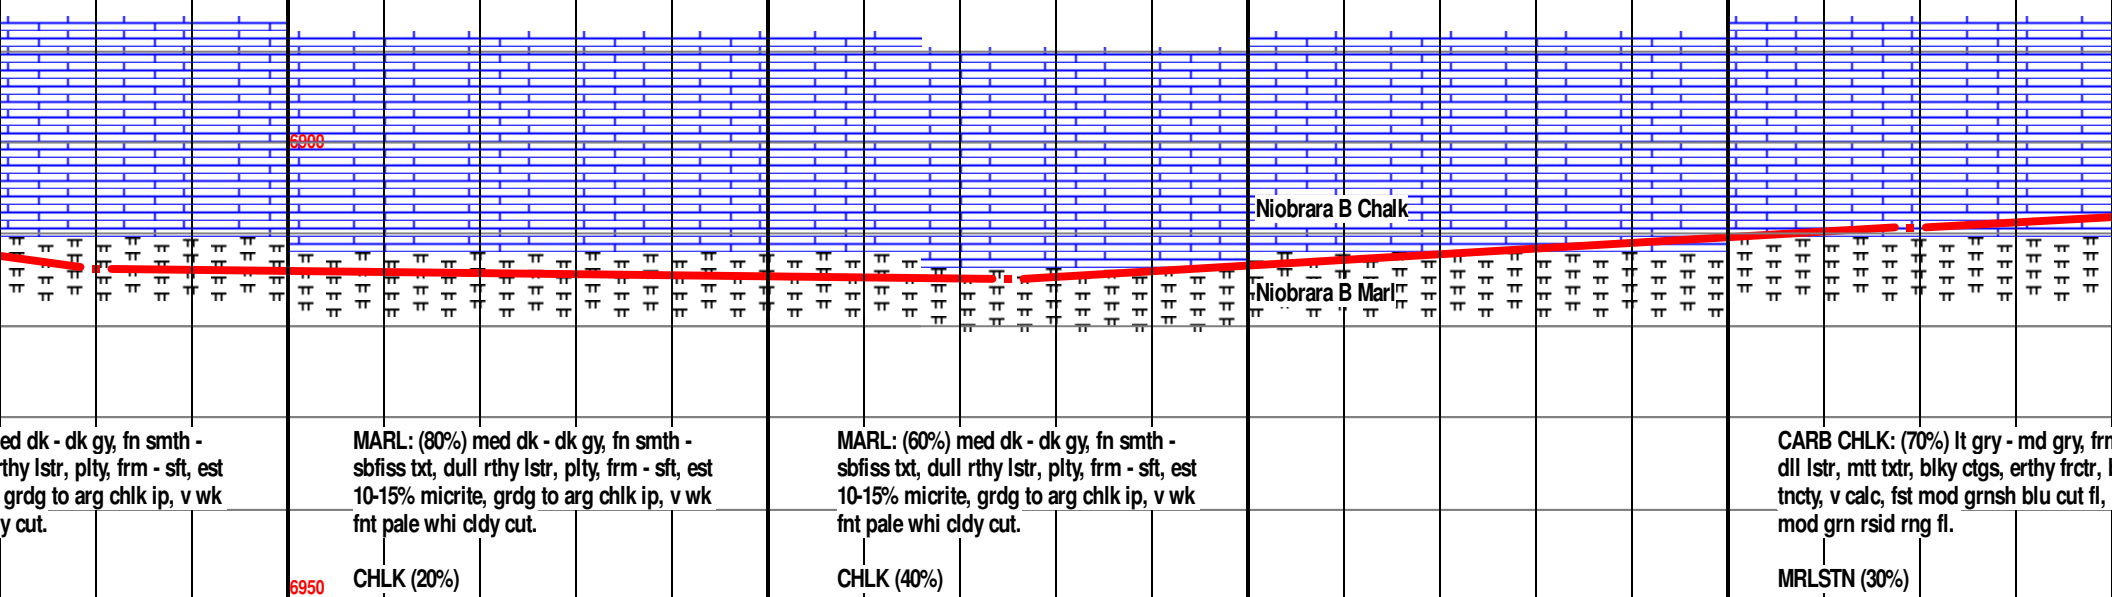 6900
Niobrara B Chalk
Niobrara B Marl
ed dk - dk gy, fn smth -
rthy lstr, plty, frm - sft, est
grdg to arg chlk ip, v wk
y cut.
MARL: (80%) med dk - dk gy, fn smth -
sbfiss txt, dull rthy lstr, plty, frm - sft, est
10-15% micrite, grdg to arg chlk ip, v wk
fnt pale whi cldy cut.
CHLK (20%)
6950
MARL: (60%) med dk - dk gy, fn smth -
sbfiss txt, dull rthy lstr, plty, frm - sft, est
10-15% micrite, grdg to arg chlk ip, v wk
fnt pale whi cldy cut.
CHLK (40%)
CARB CHLK: (70%) lt gry - md gry, frm
dll lstr, mtt txtr, blky ctgs, erthy frctr,
tncty, v calc, fst mod grnsh blu cut fl,
mod grn rsid rng fl.
MRLSTN (30%)